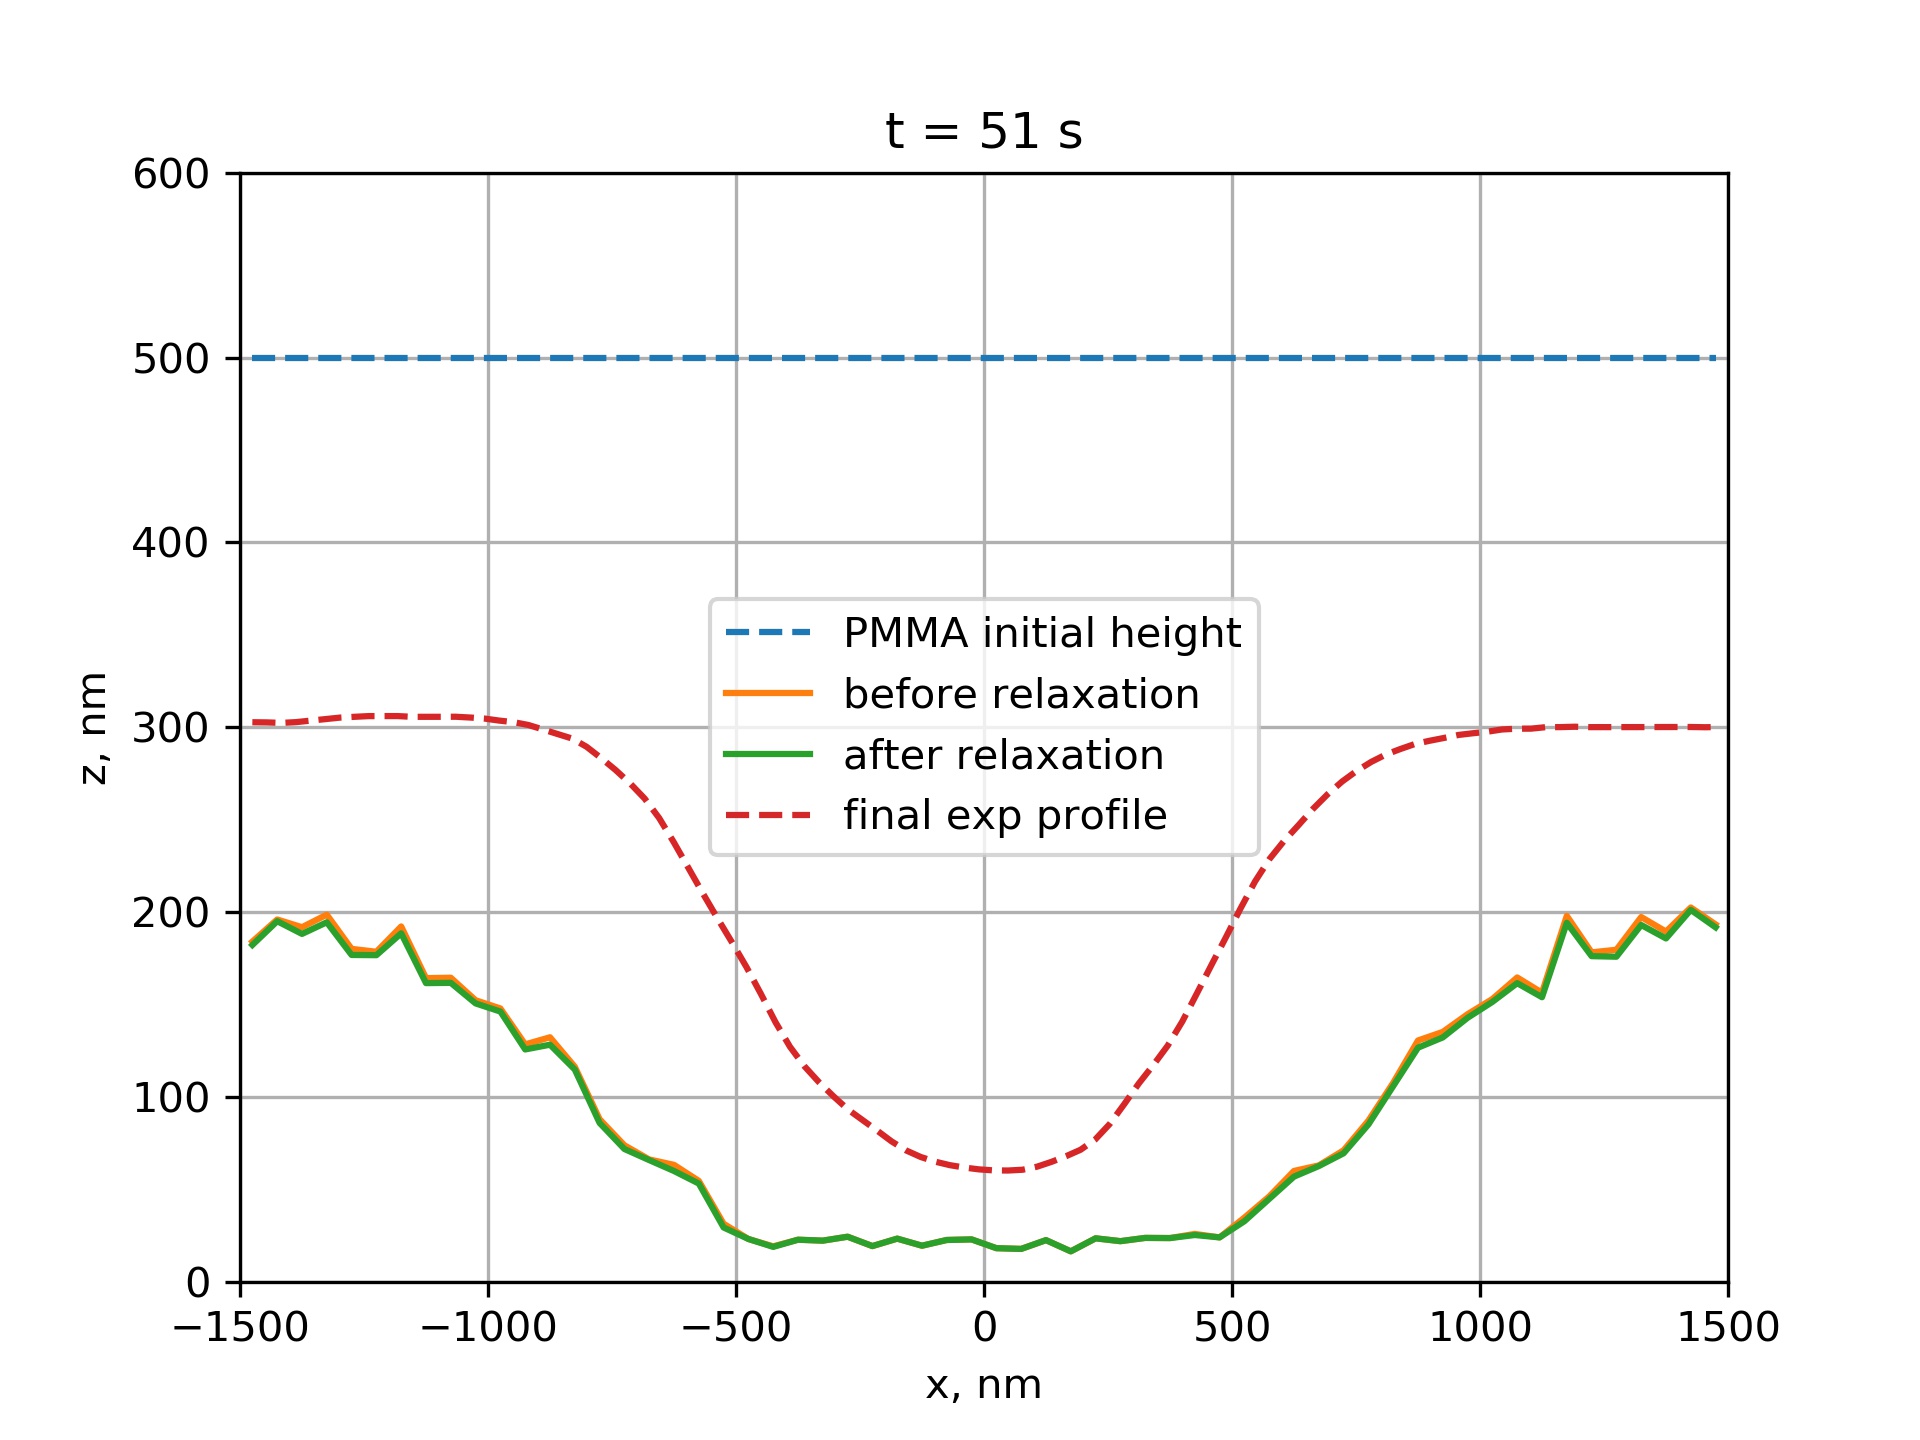 t = 51 s
600
500
400
300
200
100
0
z, nm
PMMA initial height
before relaxation
after relaxation
final exp profile
−1500 −1000 −500 0 500 1000 1500
x, nm